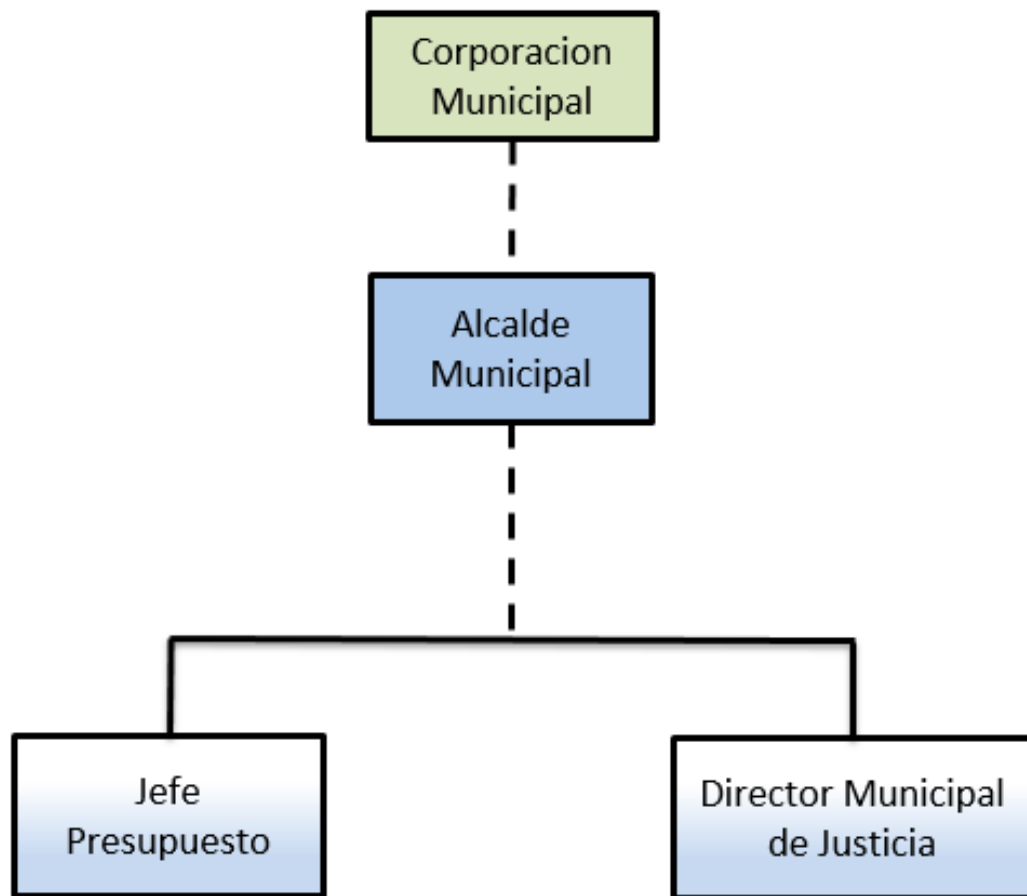 Corporacion
Municipal
Alcalde
Municipal
Jefe
Presupuesto
Director Municipal
de Justicia